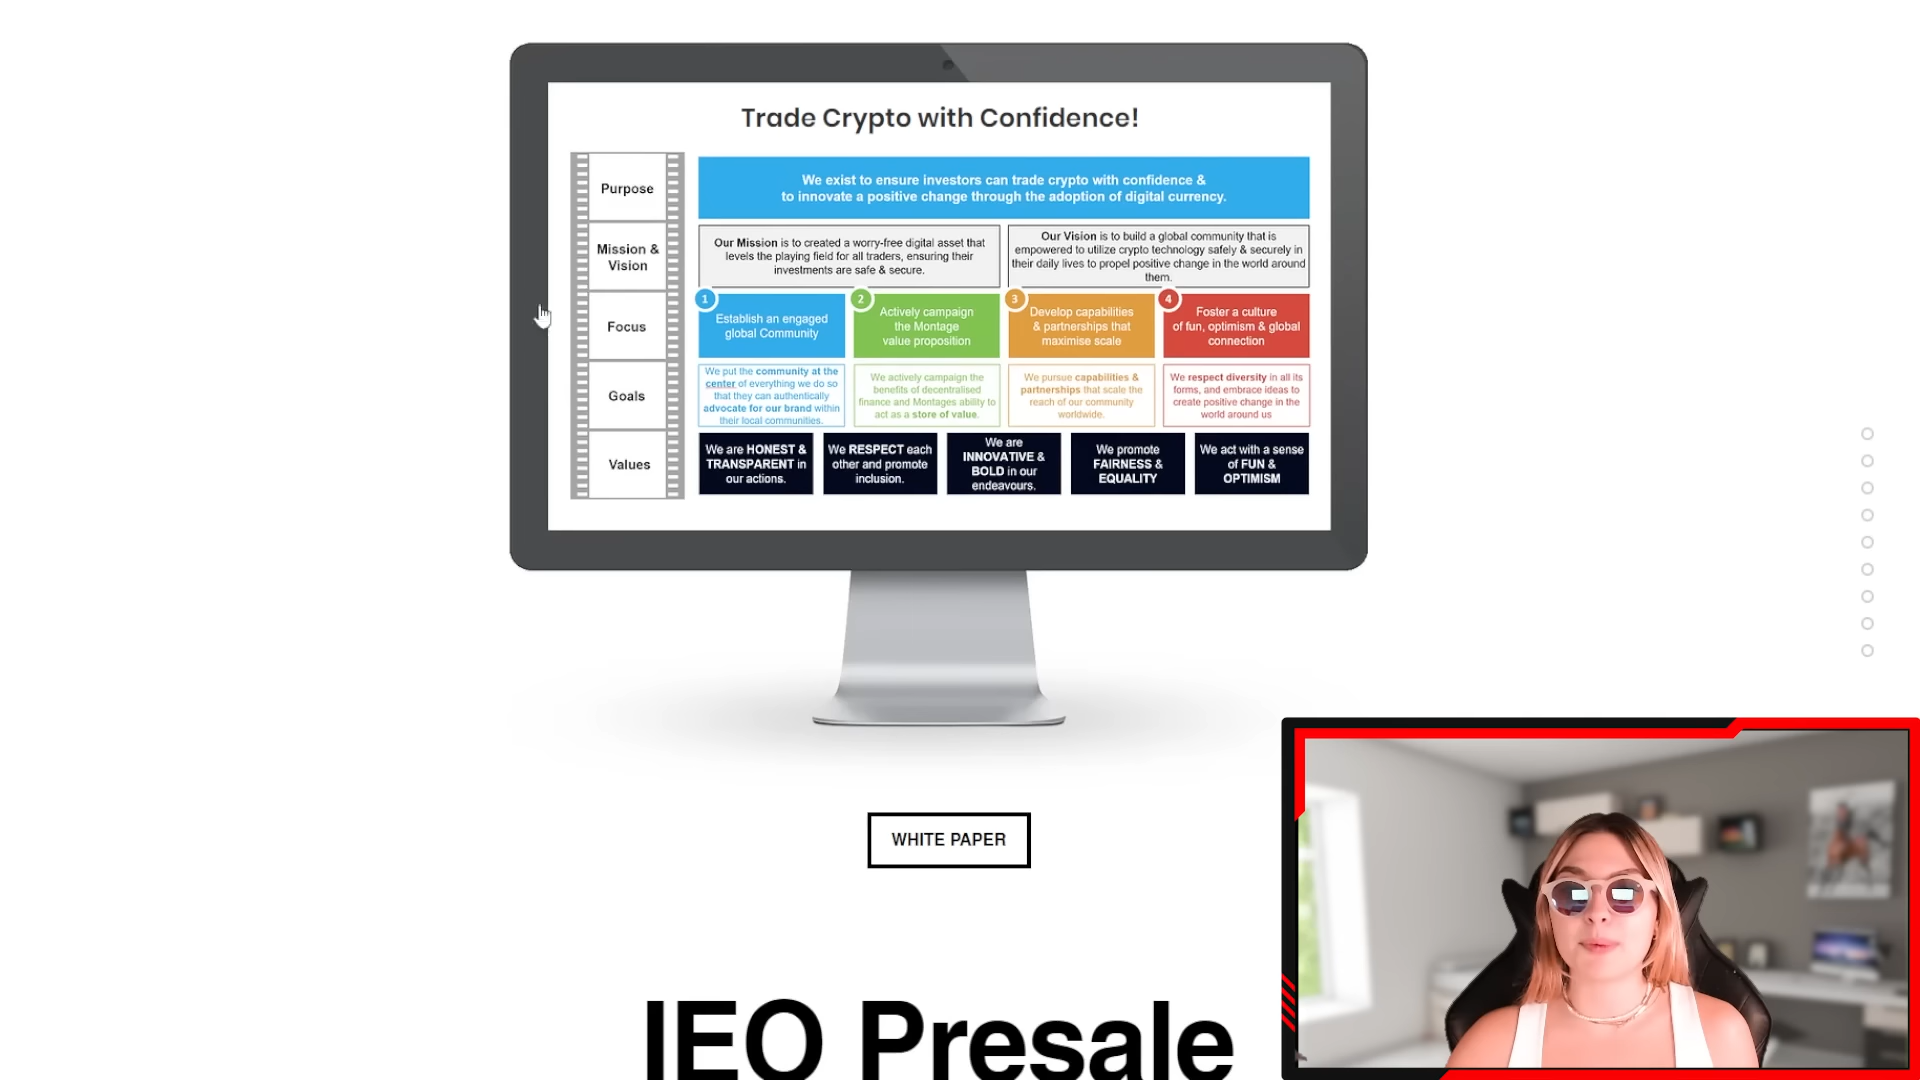 Trade Crypto with Confidence!
Purpose
We exist to ensure investors can trade crypto with confidence &
to innovate a positive change through the adoption of digital currency.
Mission &
Vision
Our Mission is to created a worry-free digital asset that
levels the playing field for all traders, ensuring their
investments are safe & secure.
Our Vision is to build a global community that is
empowered to utilize crypto technology safely & securely in
their daily lives to propel positive change in the world around
them.
Focus
1
Establish an engaged
global Community
2
Actively campaign
the Montage
value proposition
3
Develop capabilities
& partnerships that
maximise scale
4
Foster a culture
of fun, optimism & global
connection
Goals
We put the community at the
center of everything we do so
that they can authentically
advocate for our brand within
their local communities.
We actively campaign the
benefits of decentralised
finance and Montages ability to
act as a store of value.
We pursue capabilities &
partnerships that scale the
reach of our community
worldwide.
We respect diversity in all its
forms, and embrace ideas to
create positive change in the
world around us
Values
We are HONEST &
TRANSPARENT in
our actions.
We RESPECT each
other and promote
inclusion.
We are
INNOVATIVE &
BOLD in our
endeavours.
We promote
FAIRNESS &
EQUALITY
We act with a sense
of FUN &
OPTIMISM
WHITE PAPER
IEO Presale